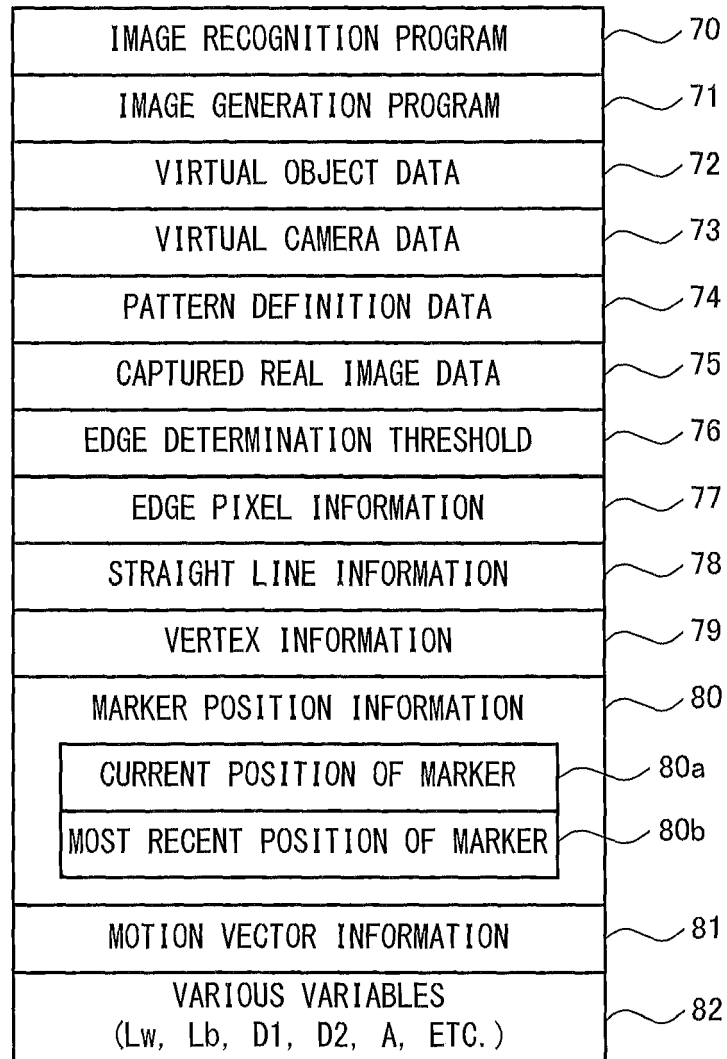 IMAGE RECOGNITION PROGRAM 70
IMAGE GENERATION PROGRAM 71
VIRTUAL OBJECT DATA 72
VIRTUAL CAMERA DATA 73
PATTERN DEFINITION DATA 74
CAPTURED REAL IMAGE DATA 75
EDGE DETERMINATION THRESHOLD 76
EDGE PIXEL INFORMATION 77
STRAIGHT LINE INFORMATION 78
VERTEX INFORMATION 79
MARKER POSITION INFORMATION 80
CURRENT POSITION OF MARKER 80a
MOST RECENT POSITION OF MARKER 80b
MOTION VECTOR INFORMATION 81
VARIOUS VARIABLES 82
(Lw, Lb, D1, D2, A, ETC.)